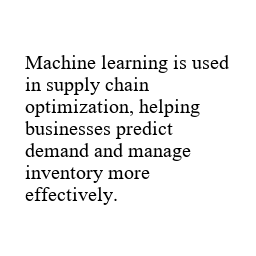 Machine learning is used
in supply chain
optimization, helping
businesses predict
demand and manage
inventory more
effectively.